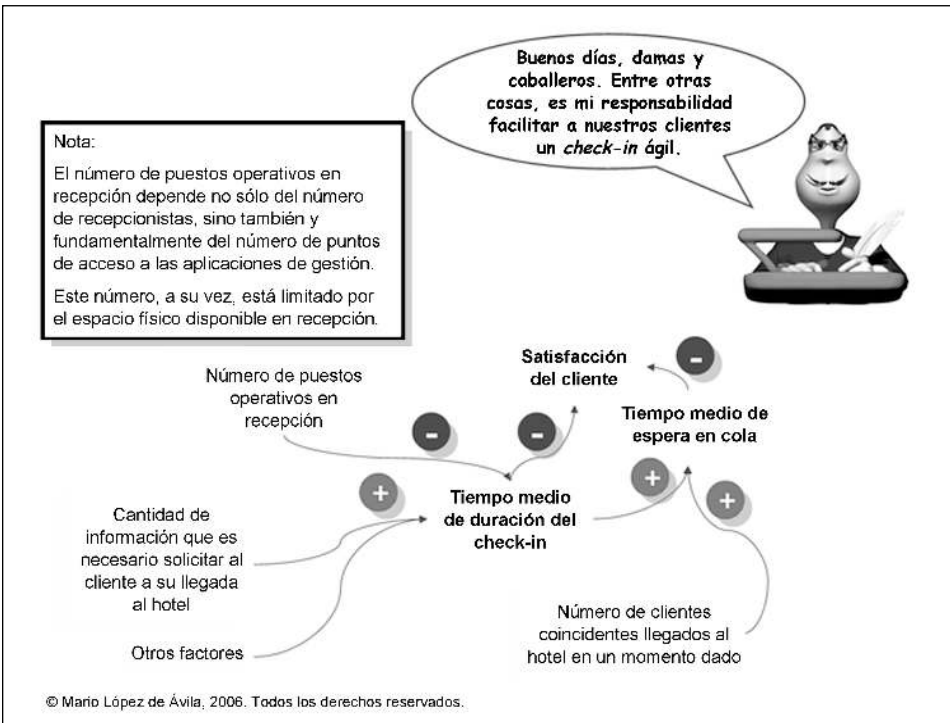 Buenos días, damas y
caballeros. Entre otras
cosas, es mi responsabilidad
facilitar a nuestros clientes
un check-in ágil.
Nota:
El número de puestos operativos en
recepción depende no sólo del número
de recepcionistas, sino también y
fundamentalmente del número de puntos
de acceso a las aplicaciones de gestión.
Este número, a su vez, está limitado por
el espacio físico disponible en recepción.
Número de puestos
operativos en
recepción
Satisfacción
del cliente
-
Tiempo medio de
espera en cola
-
-
+
+
+
Tiempo medio
de duración del
check-in
Cantidad de
información que es
necesario solicitar al
cliente a su llegada
al hotel
Otros factores
Número de clientes
coincidentes llegados al
hotel en un momento dado
© Mario López de Ávila, 2006. Todos los derechos reservados.